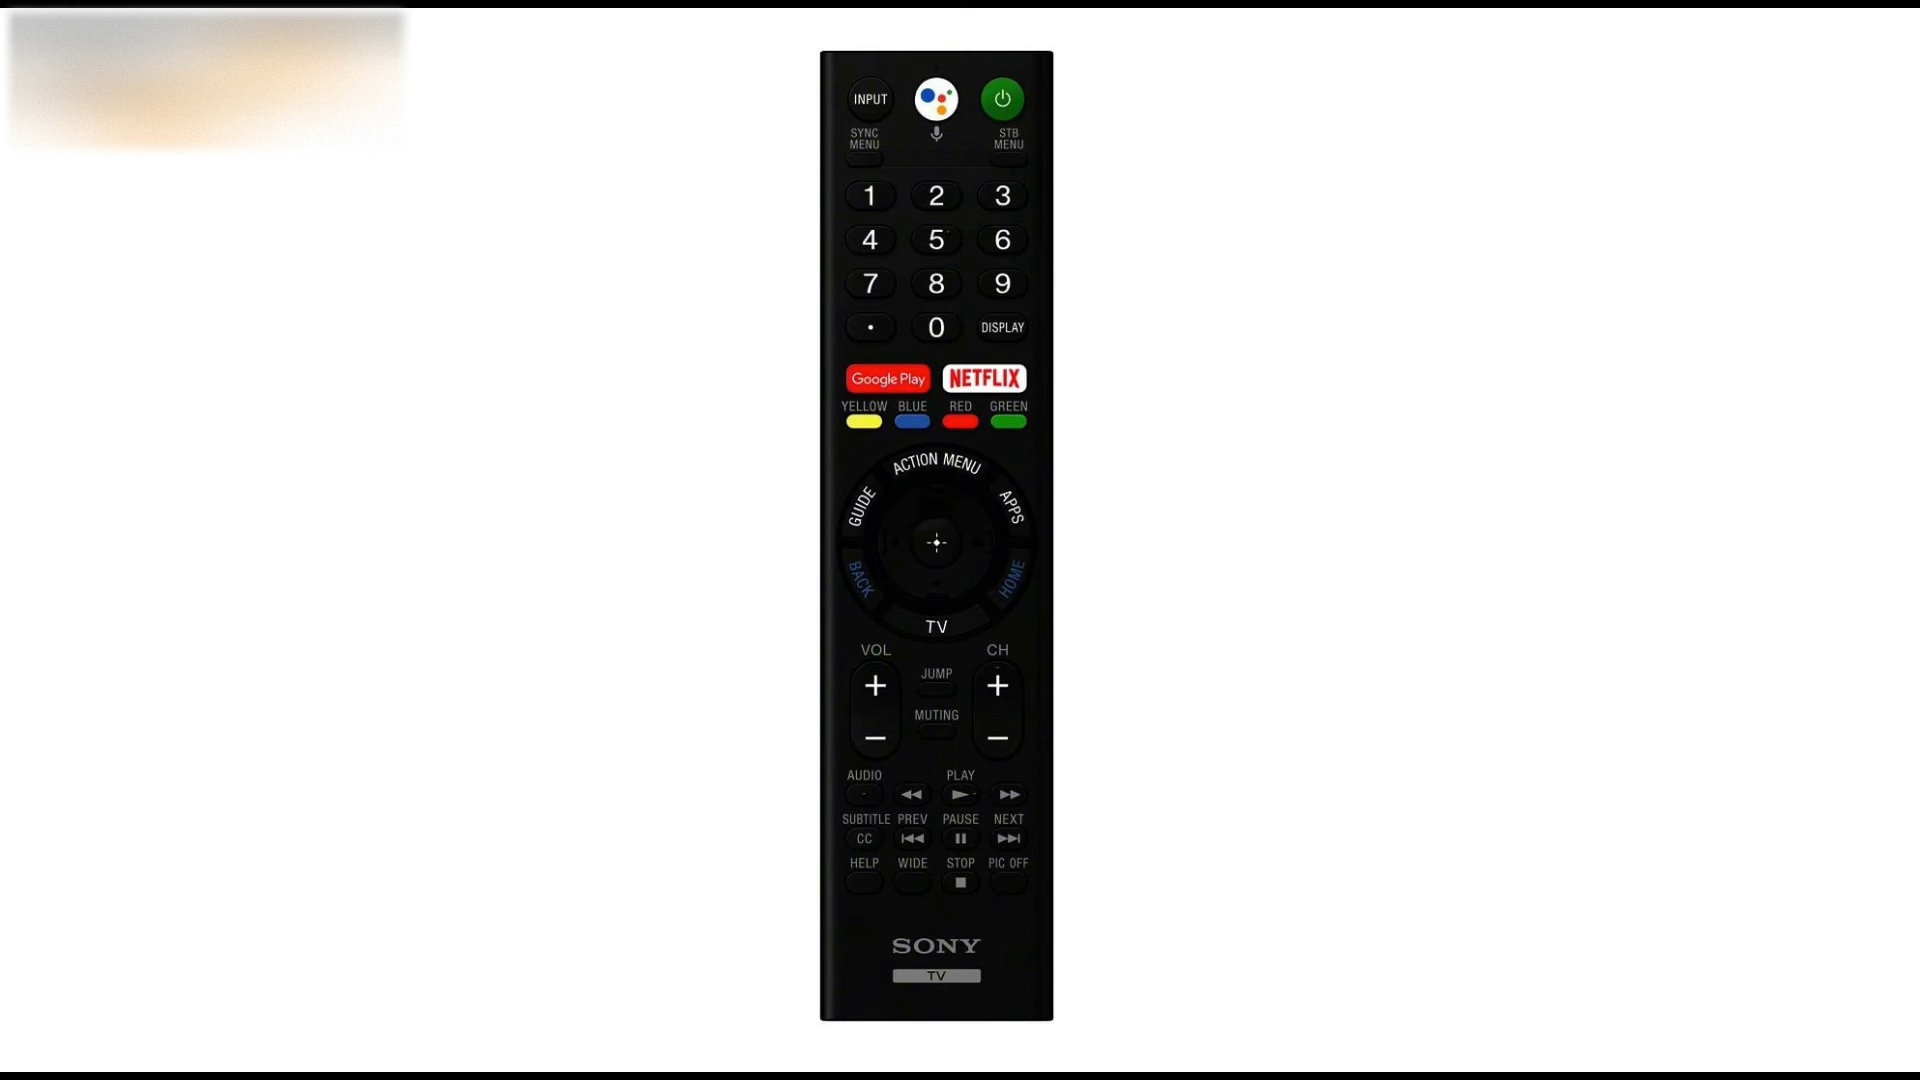 INPUT
SYNC MENU
STB MENU
1 2 3
4 5 6
7 8 9
. 0 DISPLAY
Google Play NETFLIX
YELLOW BLUE RED GREEN
ACTION MENU
GUIDE APPS
BACK HOME
TV
VOL CH
+ JUMP +
MUTING
– –
AUDIO PLAY
SUBTITLE PREV PAUSE NEXT
CC
HELP WIDE STOP PIC OFF
SONY
TV